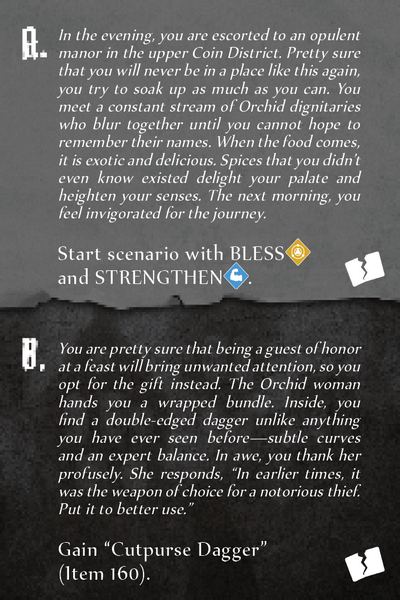 A.
In the evening, you are escorted to an opulent
manor in the upper Coin District. Pretty sure
that you will never be in a place like this again,
you try to soak up as much as you can. You
meet a constant stream of Orchid dignitaries
who blur together until you cannot hope to
remember their names. When the food comes,
it is exotic and delicious. Spices that you didn't
even know existed delight your palate and
heighten your senses. The next morning, you
feel invigorated for the journey.
Start scenario with BLESS
and STRENGTHEN.
B.
You are pretty sure that being a guest of honor
at a feast will bring unwanted attention, so you
opt for the gift instead. The Orchid woman
hands you a wrapped bundle. Inside, you
find a double-edged dagger unlike anything
you have ever seen before—subtle curves
and an expert balance. In awe, you thank her
profusely. She responds, “In earlier times, it
was the weapon of choice for a notorious thief.
Put it to better use.”
Gain “Cutpurse Dagger”
(Item 160).